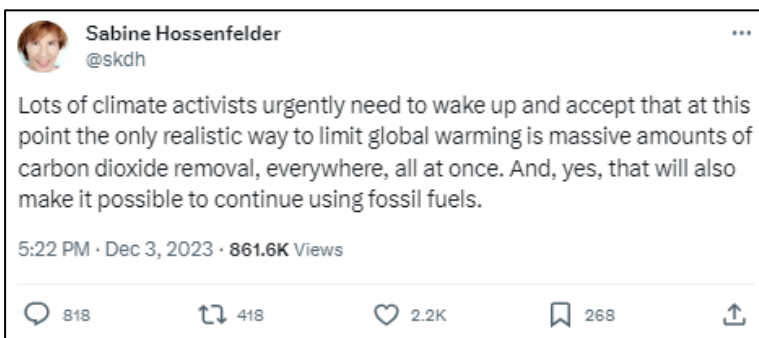 Sabine Hossenfelder
@skdh
Lots of climate activists urgently need to wake up and accept that at this
point the only realistic way to limit global warming is massive amounts of
carbon dioxide removal, everywhere, all at once. And, yes, that will also
make it possible to continue using fossil fuels.
5:22 PM · Dec 3, 2023 · 861.6K Views
818 418 2.2K 268